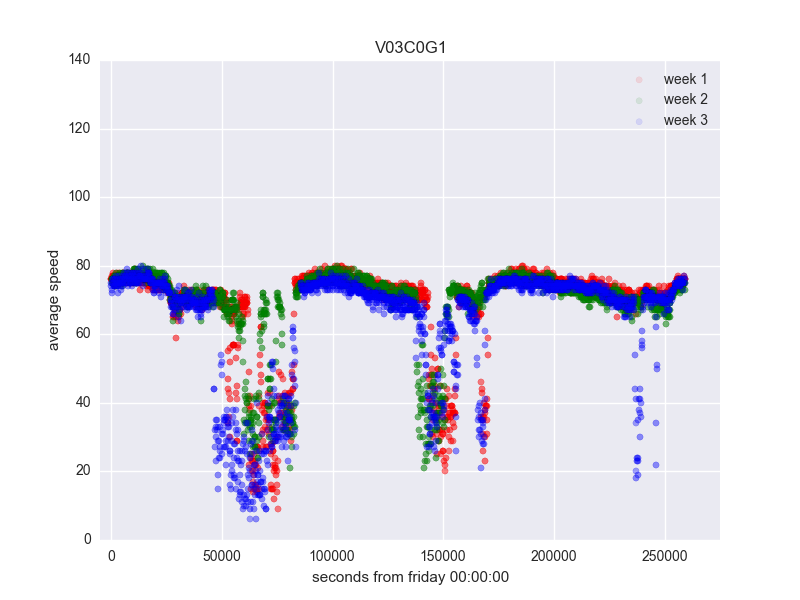 V03C0G1
140
120
100
80
60
40
20
0
average speed
week 1
week 2
week 3
0 50000 100000 150000 200000 250000
seconds from friday 00:00:00